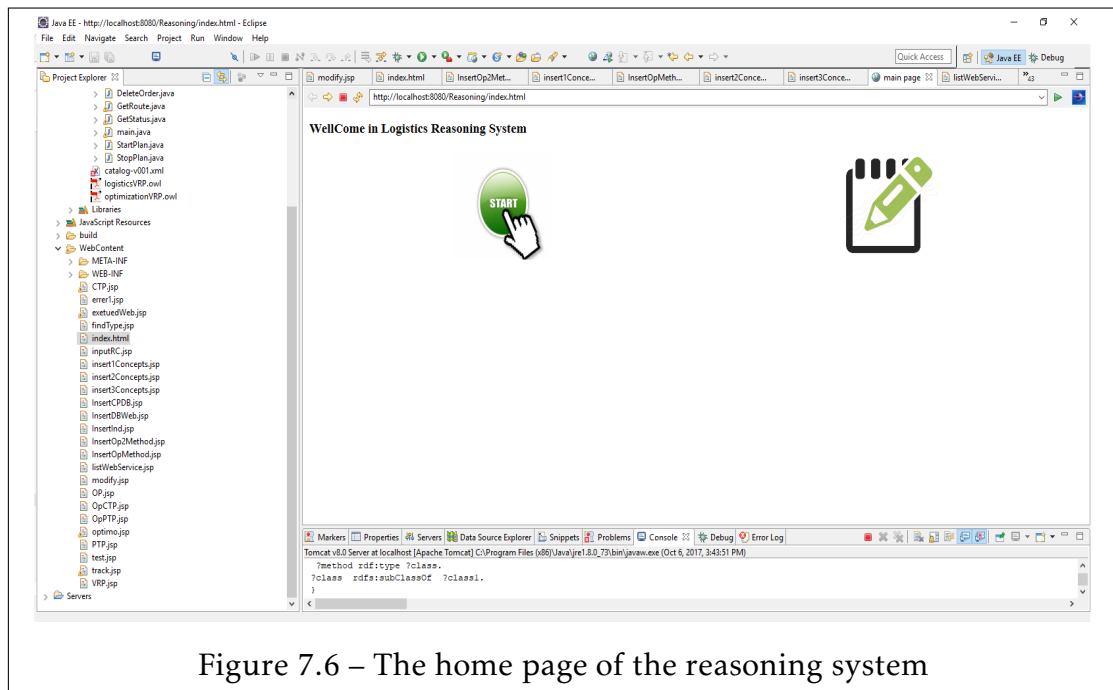 Java EE - http://localhost:8080/Reasoning/index.html - Eclipse
File Edit Navigate Search Project Run Window Help
Quick Access
Java EE
Debug
Project Explorer
DeleteOrder.java
GetRoute.java
GetStatus.java
main.java
StartPlan.java
StopPlan.java
catalog-v001.xml
logisticsVRP.owl
optimizationVRP.owl
Libraries
JavaScript Resources
build
WebContent
META-INF
WEB-INF
CTP.jsp
errer1.jsp
exetuedWeb.jsp
findType.jsp
index.html
inputRC.jsp
insert1Concepts.jsp
insert2Concepts.jsp
insert3Concepts.jsp
InsertCPDB.jsp
InsertDBWeb.jsp
InsertInd.jsp
InsertOp2Method.jsp
InsertOpMethod.jsp
listWebService.jsp
modify.jsp
OP.jsp
OpCTP.jsp
OpPTP.jsp
optimo.jsp
PTP.jsp
test.jsp
track.jsp
VRP.jsp
Servers
modify.jsp index.html InsertOp2Met... insert1Conce... InsertOpMeth... insert2Conce... insert3Conce... main page listWebServi... »43
http://localhost:8080/Reasoning/index.html
WellCome in Logistics Reasoning System
START
Markers Properties Servers Data Source Explorer Snippets Problems Console Debug Error Log
Tomcat v8.0 Server at localhost [Apache Tomcat] C:\Program Files (x86)\Java\jre1.8.0_73\bin\javaw.exe (Oct 6, 2017, 3:43:51 PM)
?method rdf:type ?class.
?class rdfs:subClassOf ?class1.
}
Figure 7.6 – The home page of the reasoning system